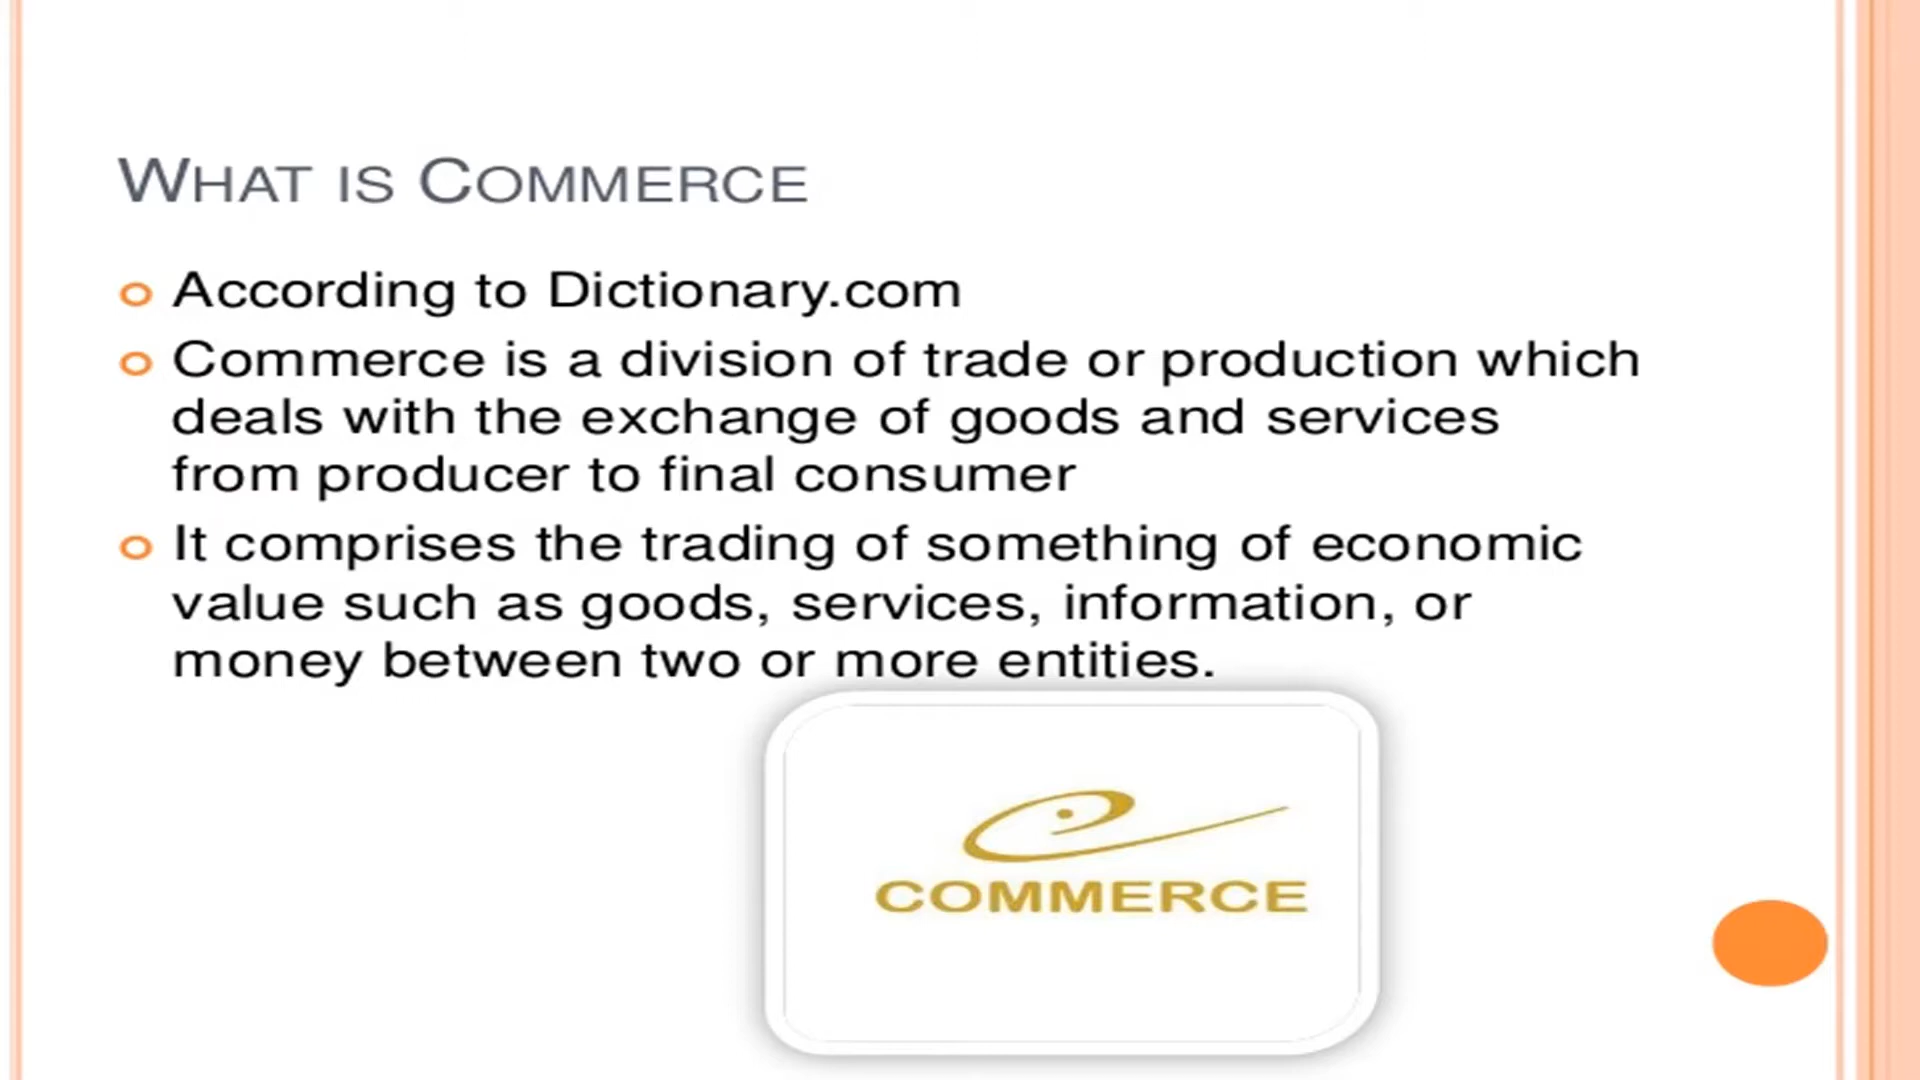 WHAT IS COMMERCE
According to Dictionary.com
Commerce is a division of trade or production which
deals with the exchange of goods and services
from producer to final consumer
It comprises the trading of something of economic
value such as goods, services, information, or
money between two or more entities.
e
COMMERCE